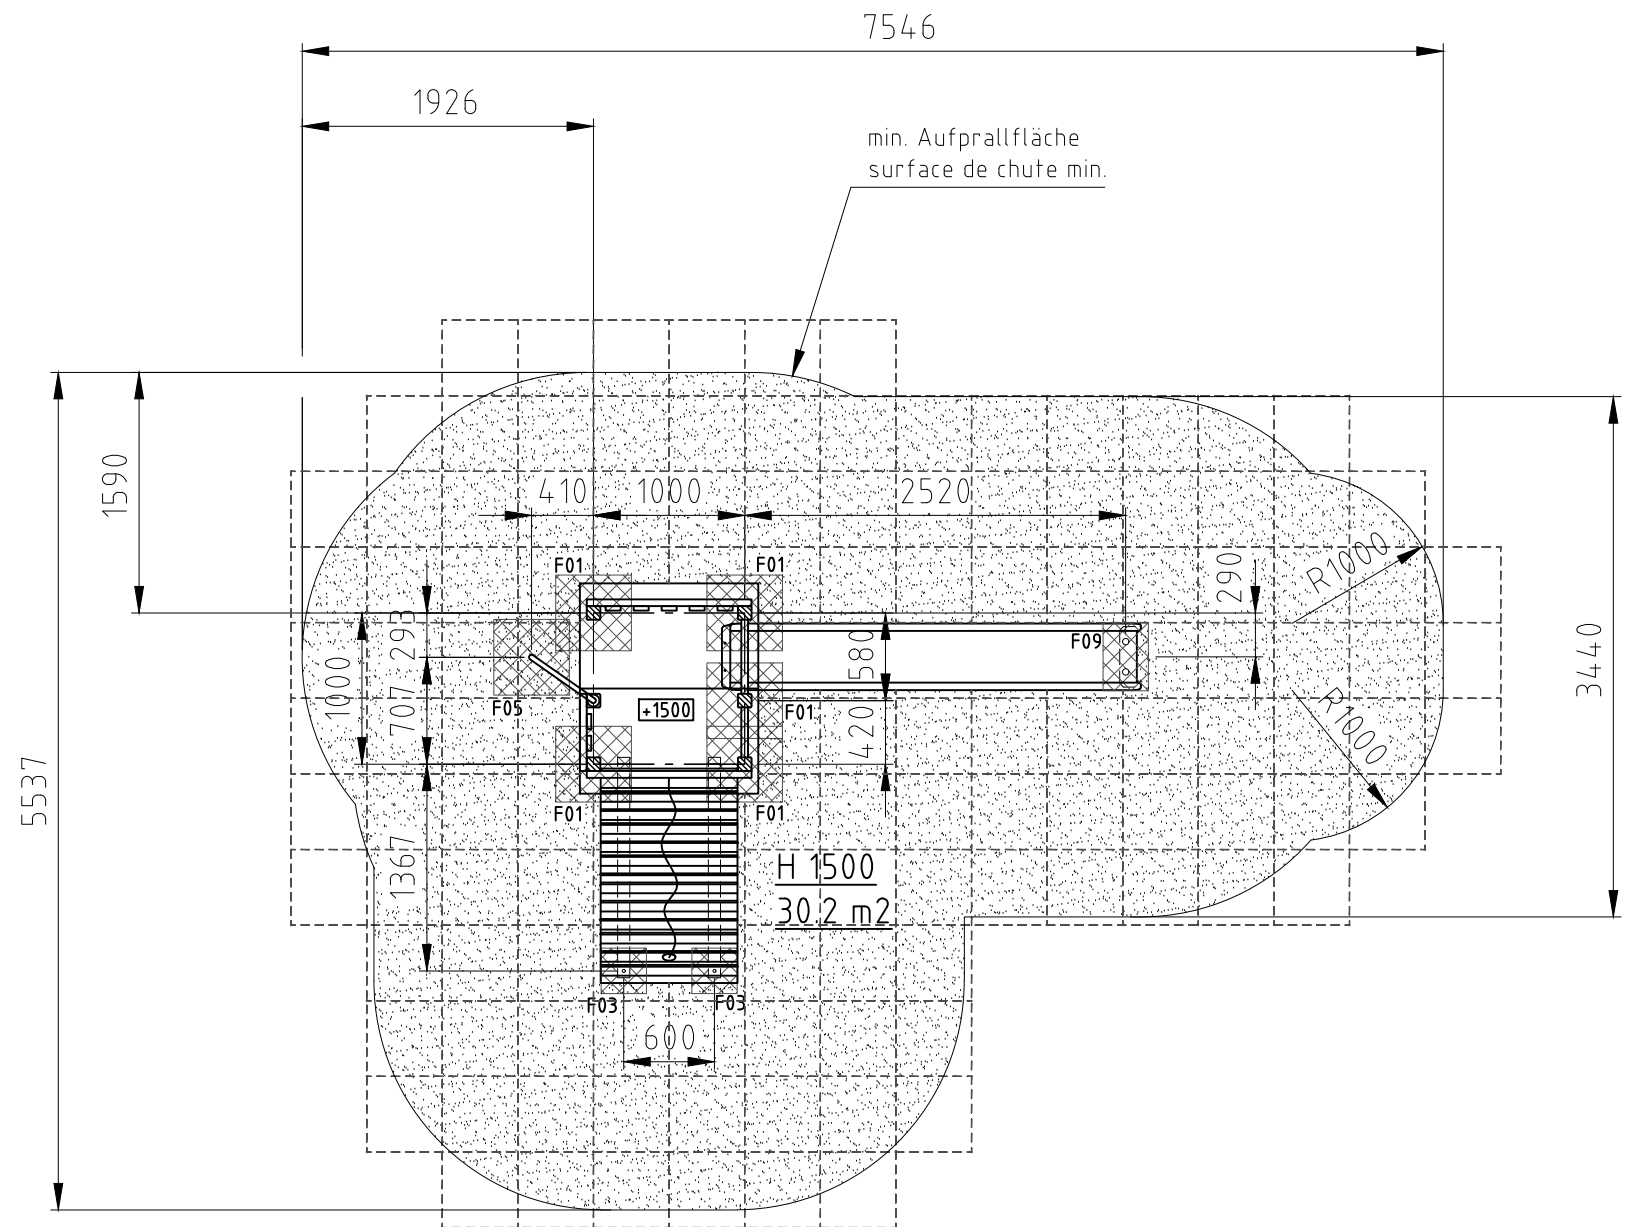 7546
1926
min. Aufprallfläche
surface de chute min.
1590
410
1000
2520
F01
F01
290
R1000
293
1000
707
580
F09
3440
F05
+1500
F01
420
R1000
5537
F01
F01
1367
H 1500
30.2 m2
F03
F03
600